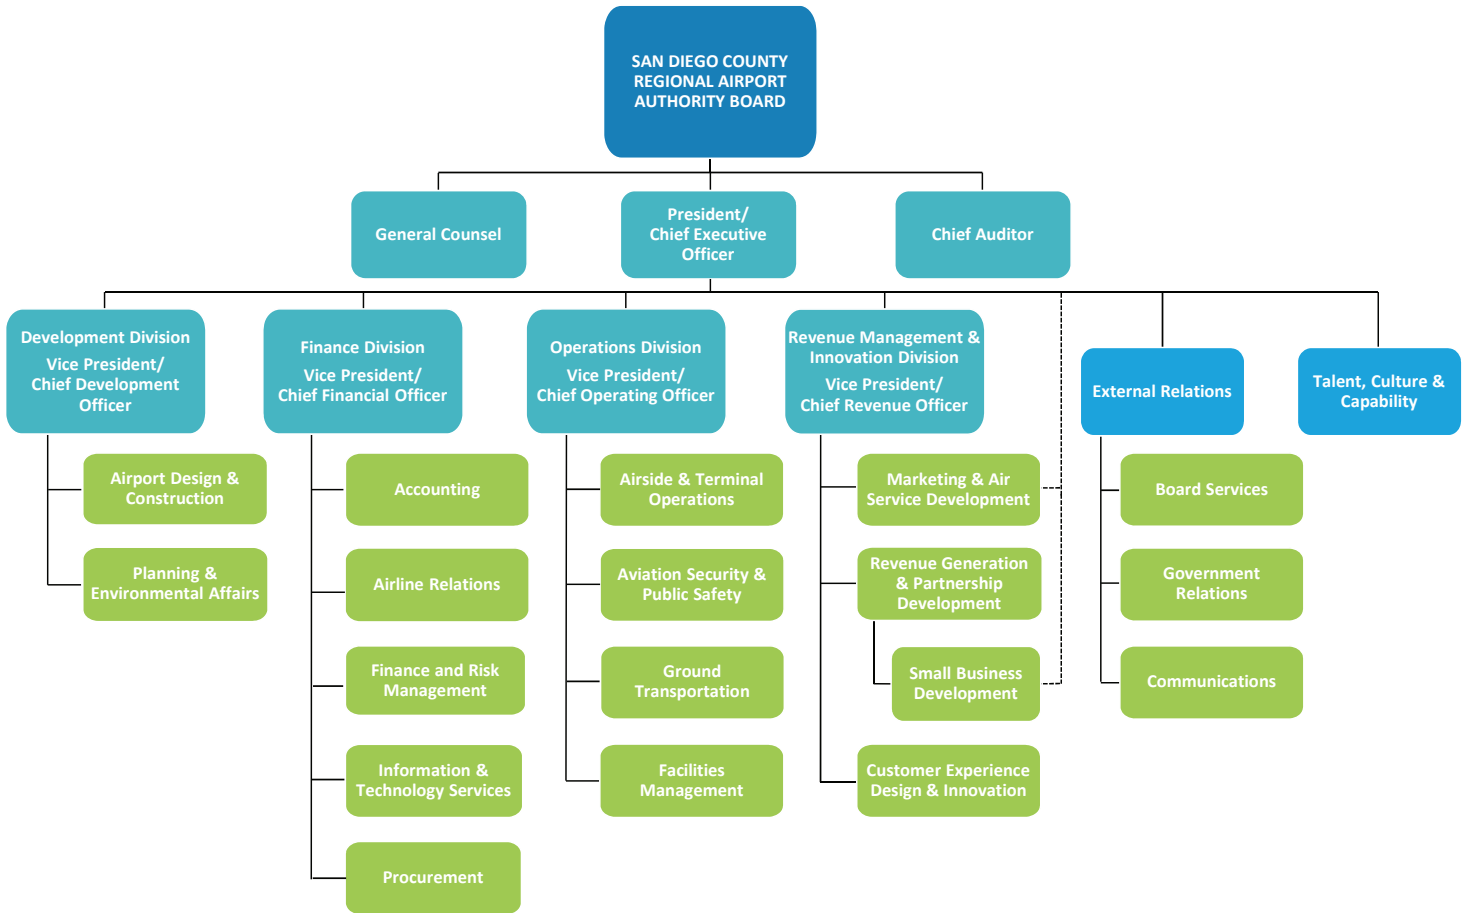 SAN DIEGO COUNTY
REGIONAL AIRPORT
AUTHORITY BOARD
General Counsel
President/
Chief Executive
Officer
Chief Auditor
Development Division
Vice President/
Chief Development
Officer
Finance Division
Vice President/
Chief Financial Officer
Operations Division
Vice President/
Chief Operating Officer
Revenue Management &
Innovation Division
Vice President/
Chief Revenue Officer
External Relations
Talent, Culture &
Capability
Airport Design &
Construction
Planning &
Environmental Affairs
Accounting
Airline Relations
Finance and Risk
Management
Information &
Technology Services
Procurement
Airside & Terminal
Operations
Aviation Security &
Public Safety
Ground
Transportation
Facilities
Management
Marketing & Air
Service Development
Revenue Generation
& Partnership
Development
Small Business
Development
Customer Experience
Design & Innovation
Board Services
Government
Relations
Communications